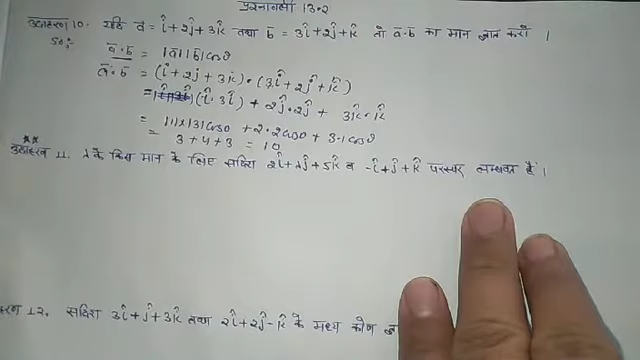 प्रश्नावली 13.2
उदाहरण 10. यदि a̅ = î + 2ĵ + 3k̂ तथा b̅ = 3î + 2ĵ + k̂ तो a̅·b̅ का मान ज्ञात करो।
Sol:- a̅·b̅ = |a̅||b̅|cosθ
a̅·b̅ = (î + 2ĵ + 3k̂)·(3î + 2ĵ + 1k̂)
= (î·3î) + 2ĵ·2ĵ + 3k̂·k̂
= |1|×|3|cos0 + 2·2cos0 + 3·1cos0
= 3+4+3 = 10
उदाहरण 11. λ के किस मान के लिए सदिश 2î+λĵ+5k̂ व -î+ĵ+k̂ परस्पर लम्बवत है।
हरण 12. सदिश 3î+ĵ+3k̂ तथा 2î+2ĵ-k̂ के मध्य कोण